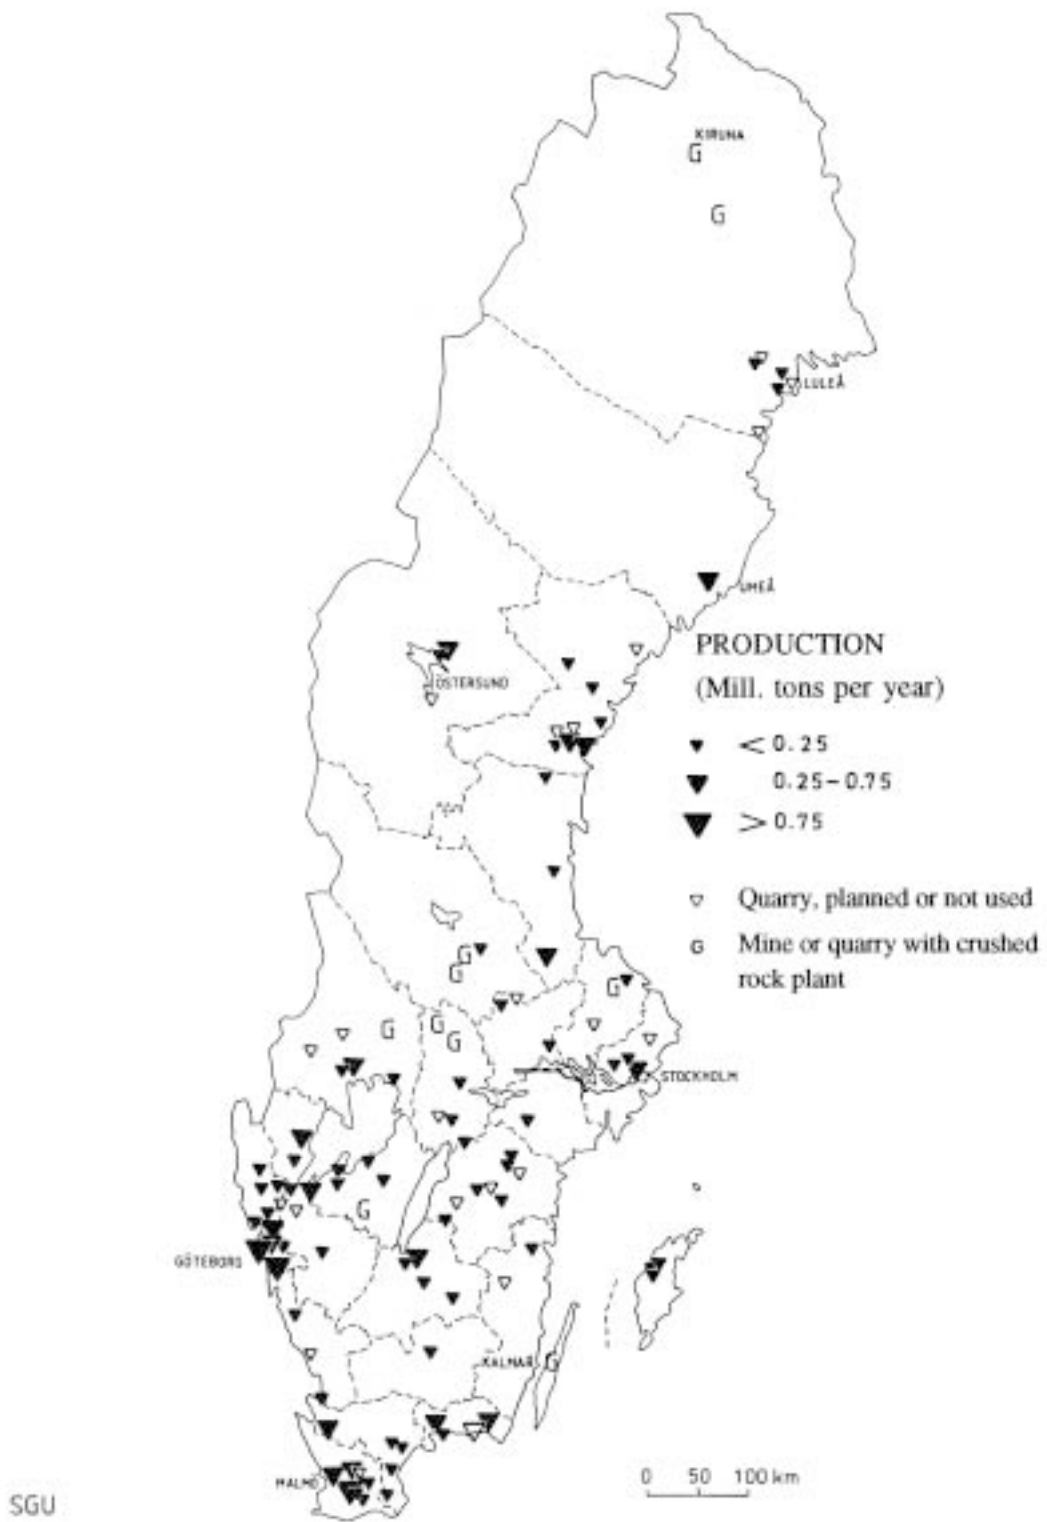 KIRUNA
G
G
LULEÅ
UMEÅ
PRODUCTION
(Mill. tons per year)
ÖSTERSUND
< 0.25
0.25-0.75
> 0.75
Quarry, planned or not used
G Mine or quarry with crushed
rock plant
G
G
G
G
G
G
STOCKHOLM
G
GÖTEBORG
KALMAR G
MALMÖ
0 50 100 km
SGU